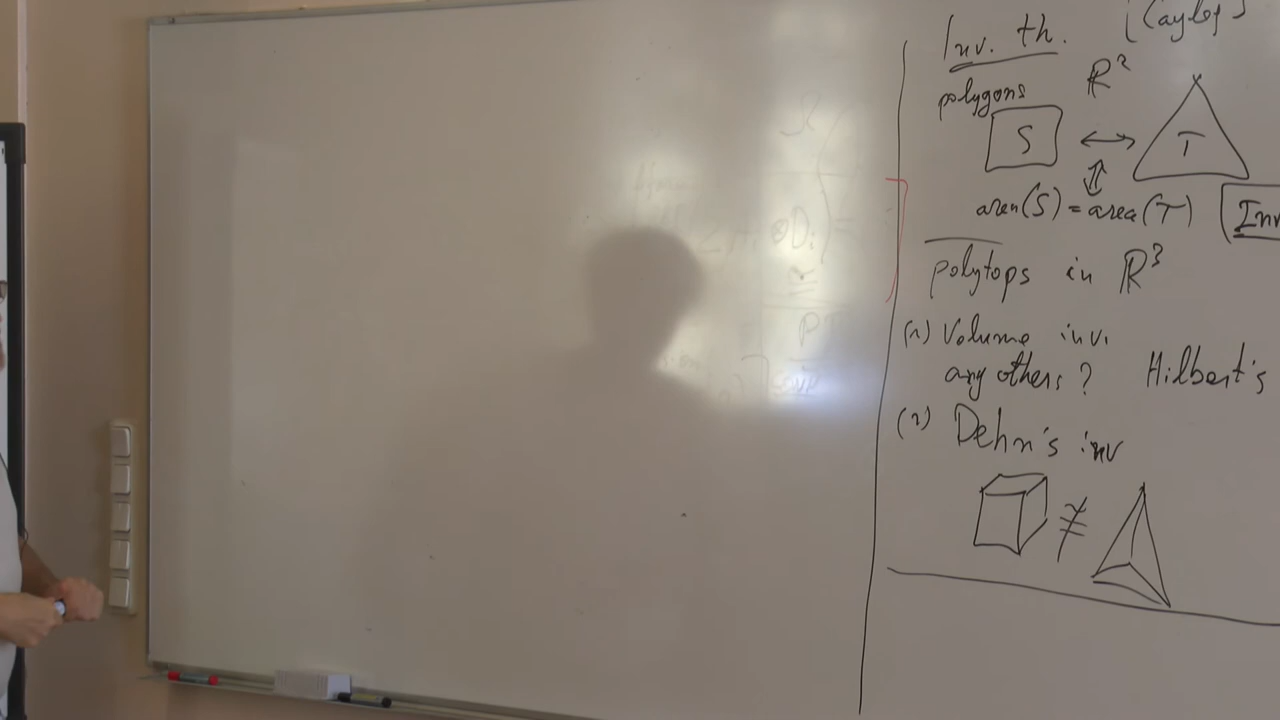 Inv. th. (Cayley)
polygons ℝ²
S ↔ T
⇕
area(S) = area(T) Inv
polytops in ℝ³
(1) Volume inv.
any others? Hilbert's
(2) Dehn's inv
≠